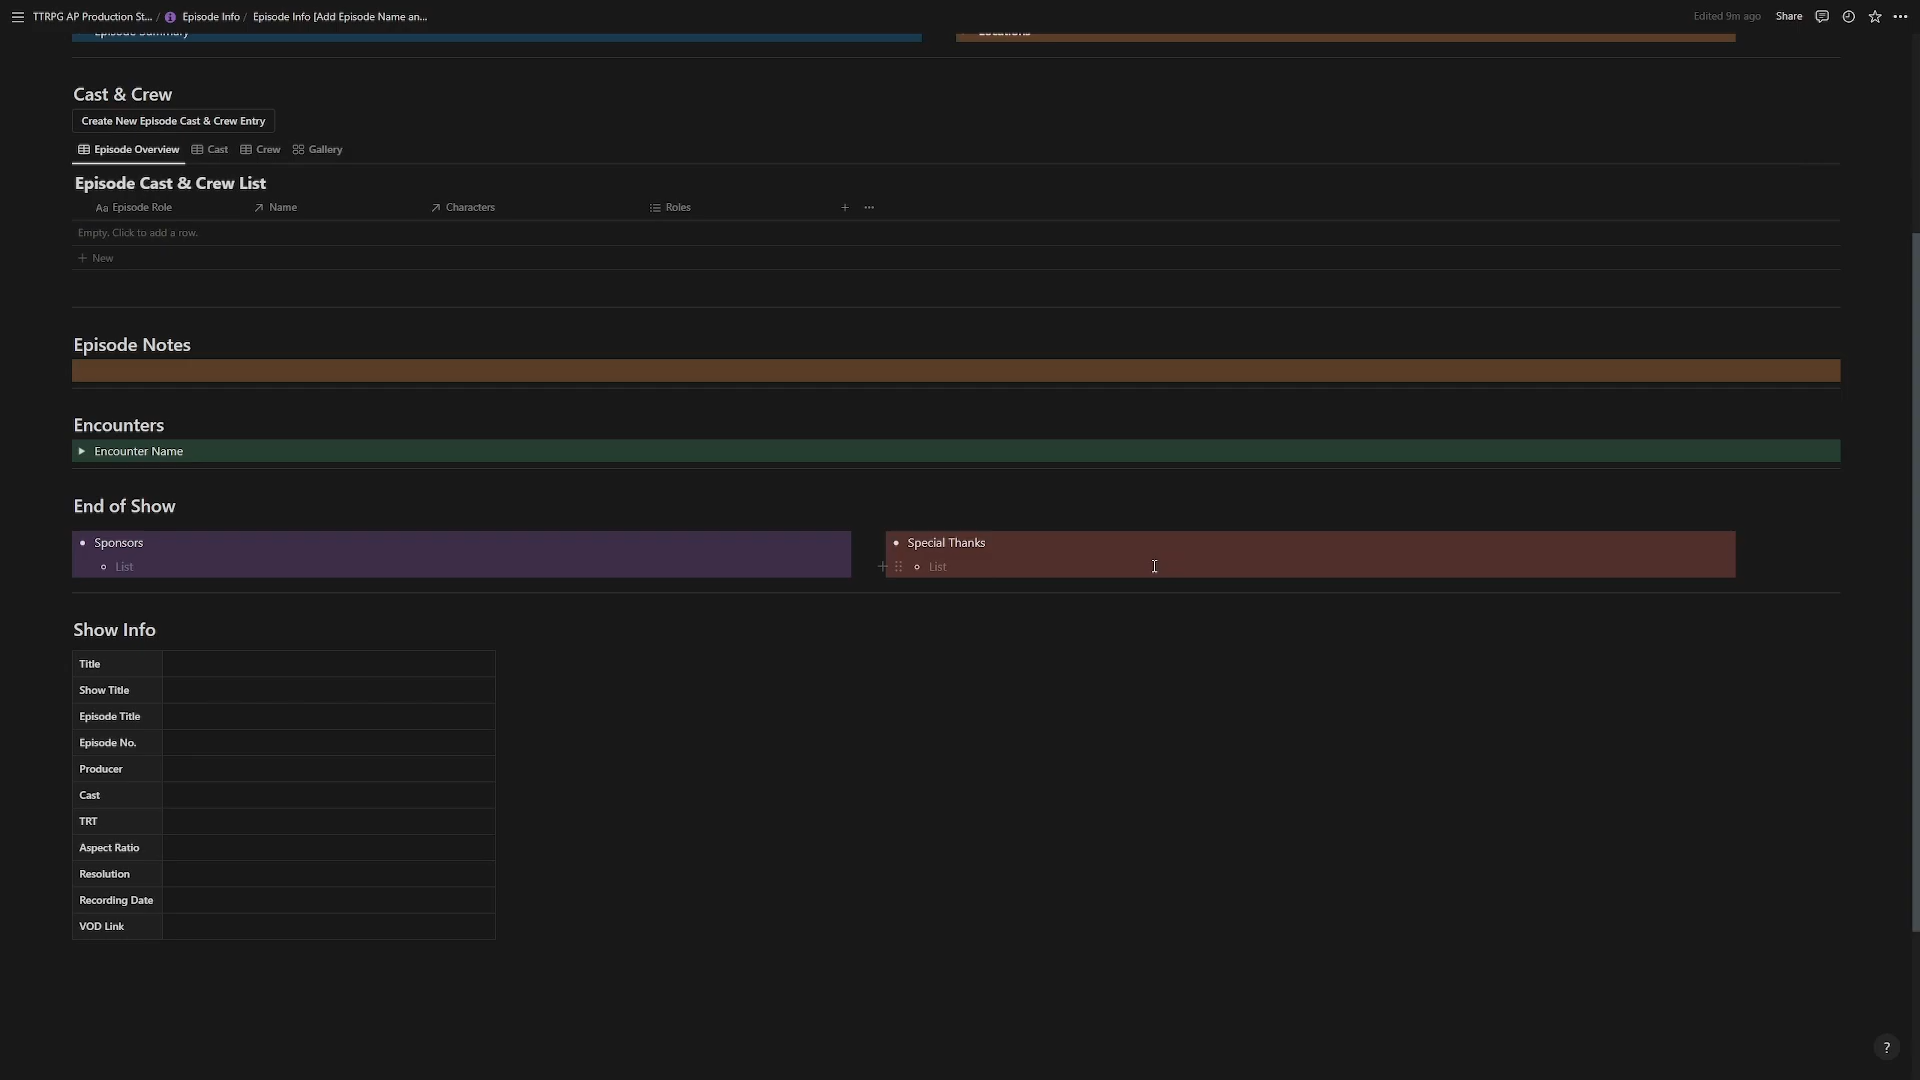 TTRPG AP Production St... / Episode Info / Episode Info [Add Episode Name an...
Edited 9m ago Share
Episode Summary
Locations
Cast & Crew
Create New Episode Cast & Crew Entry
Episode Overview Cast Crew Gallery
Episode Cast & Crew List
Aa Episode Role Name Characters Roles + ...
Empty. Click to add a row.
+ New
Episode Notes
Encounters
Encounter Name
End of Show
Sponsors
List
Special Thanks
List
Show Info
Title
Show Title
Episode Title
Episode No.
Producer
Cast
TRT
Aspect Ratio
Resolution
Recording Date
VOD Link
?